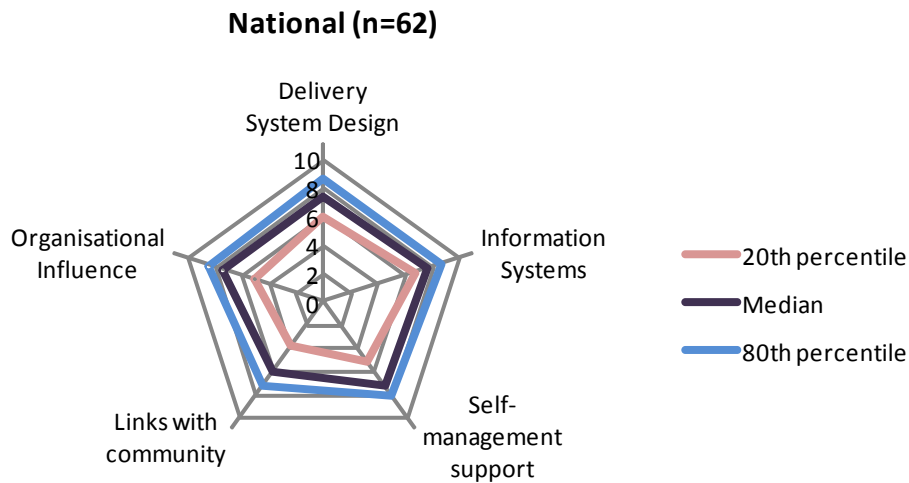 National (n=62)
Delivery
System Design
10
8
6
4
2
0
Organisational
Influence
Information
Systems
Links with
community
Self-
management
support
20th percentile
Median
80th percentile